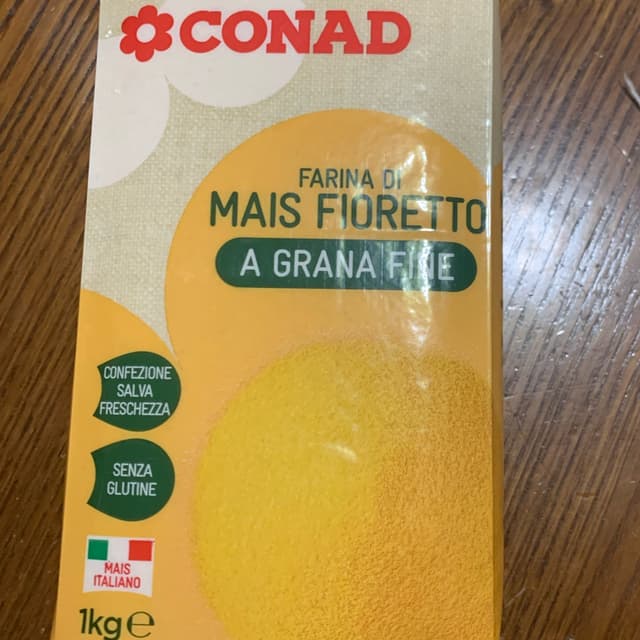 CONAD
FARINA DI
MAIS FIORETTO
A GRANA FINE
CONFEZIONE
SALVA
FRESCHEZZA
SENZA
GLUTINE
MAIS
ITALIANO
1kg ℮